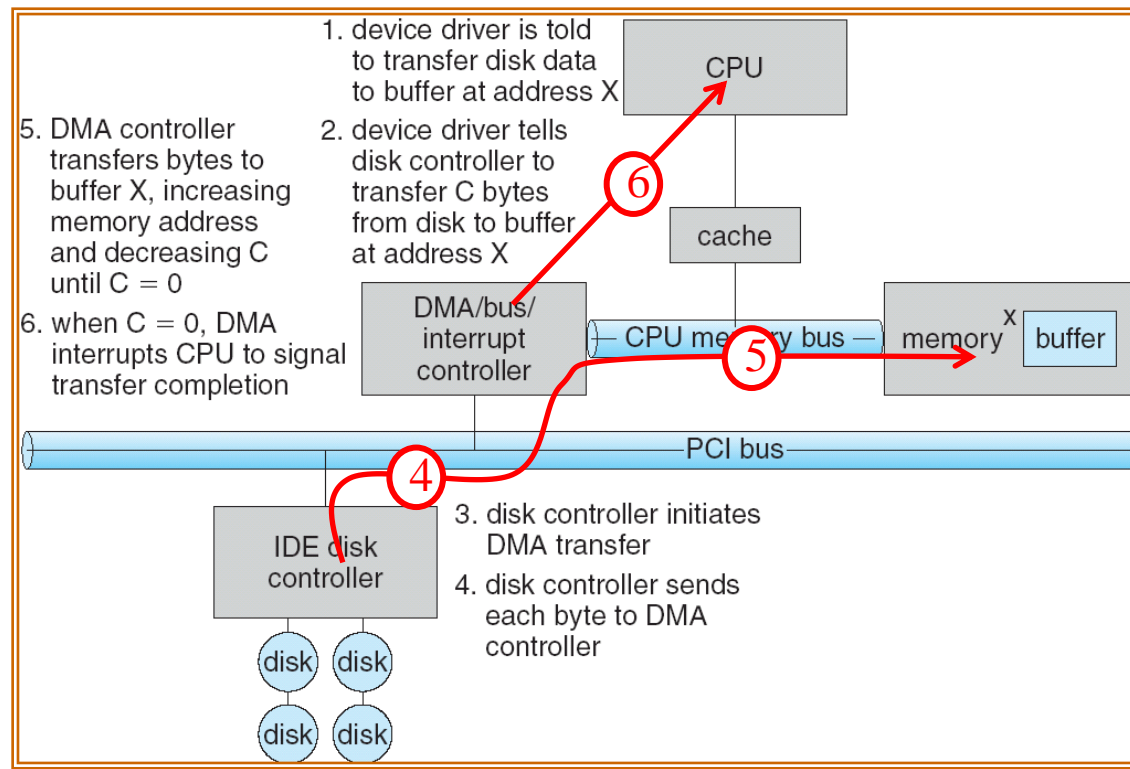 1. device driver is told
to transfer disk data
to buffer at address X
2. device driver tells
disk controller to
transfer C bytes
from disk to buffer
at address X
5. DMA controller
transfers bytes to
buffer X, increasing
memory address
and decreasing C
until C = 0
6. when C = 0, DMA
interrupts CPU to signal
transfer completion
CPU
6
cache
DMA/bus/
interrupt
controller
CPU memory bus
5
memory
X
buffer
PCI bus
4
IDE disk
controller
3. disk controller initiates
DMA transfer
4. disk controller sends
each byte to DMA
controller
disk
disk
disk
disk